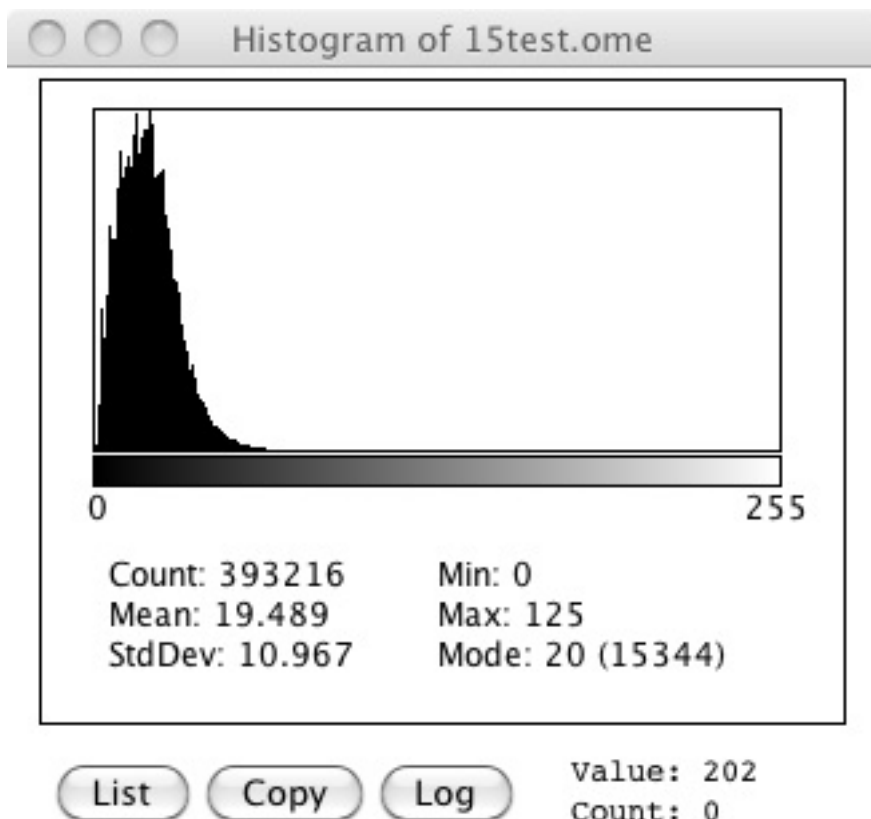 Histogram of 15test.ome
0 255
Count: 393216 Min: 0
Mean: 19.489 Max: 125
StdDev: 10.967 Mode: 20 (15344)
List Copy Log Value: 202
Count: 0